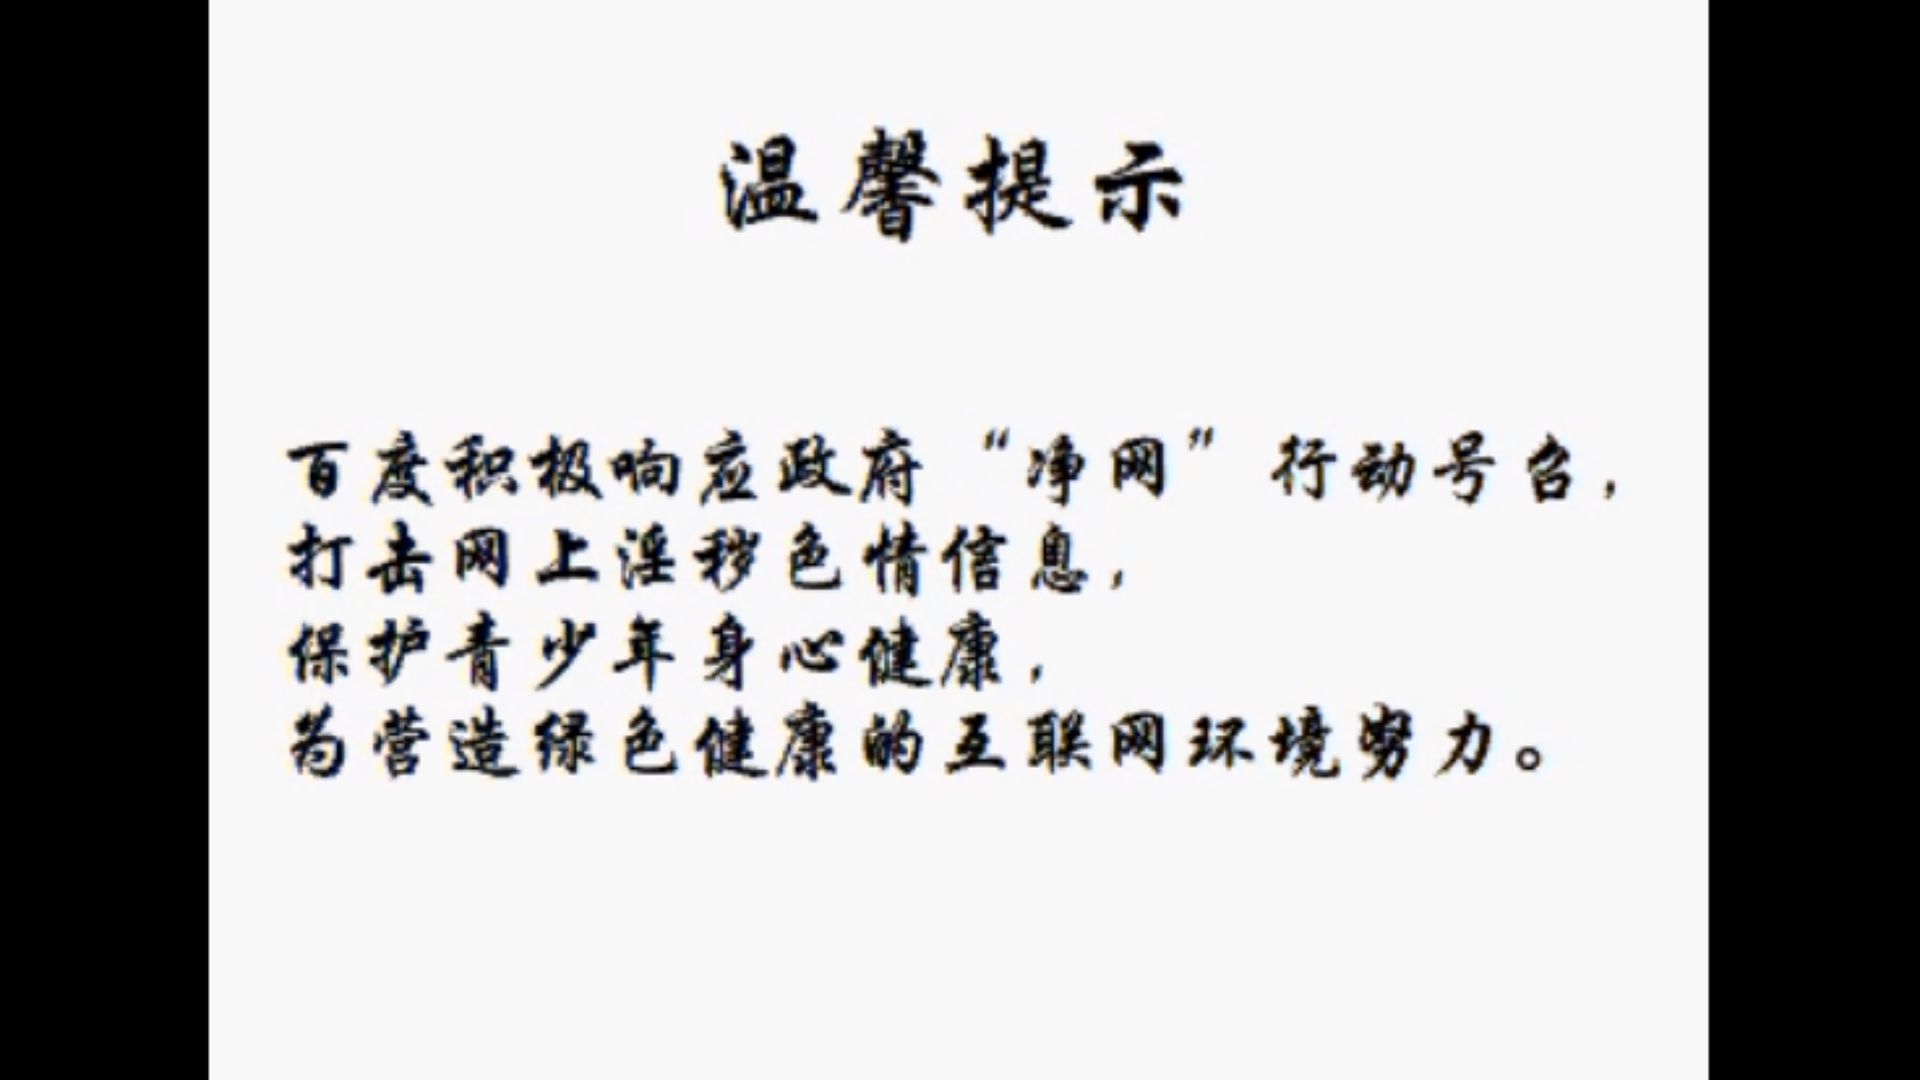 温馨提示
百度积极响应政府“净网”行动号召，
打击网上淫秽色情信息，
保护青少年身心健康，
为营造绿色健康的互联网环境努力。